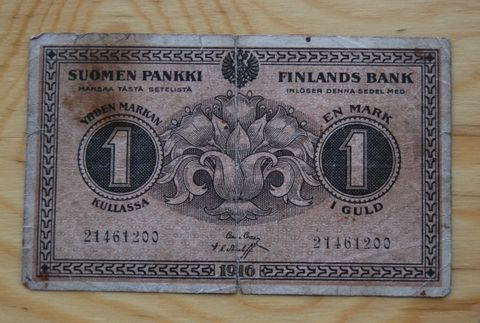 SUOMEN PANKKI
MAKSAA TÄSTÄ SETELISTÄ
FINLANDS BANK
INLÖSER DENNA SEDEL MED
YHDEN MARKAN
1
KULLASSA
EN MARK
1
I GULD
21461200
21461200
1916